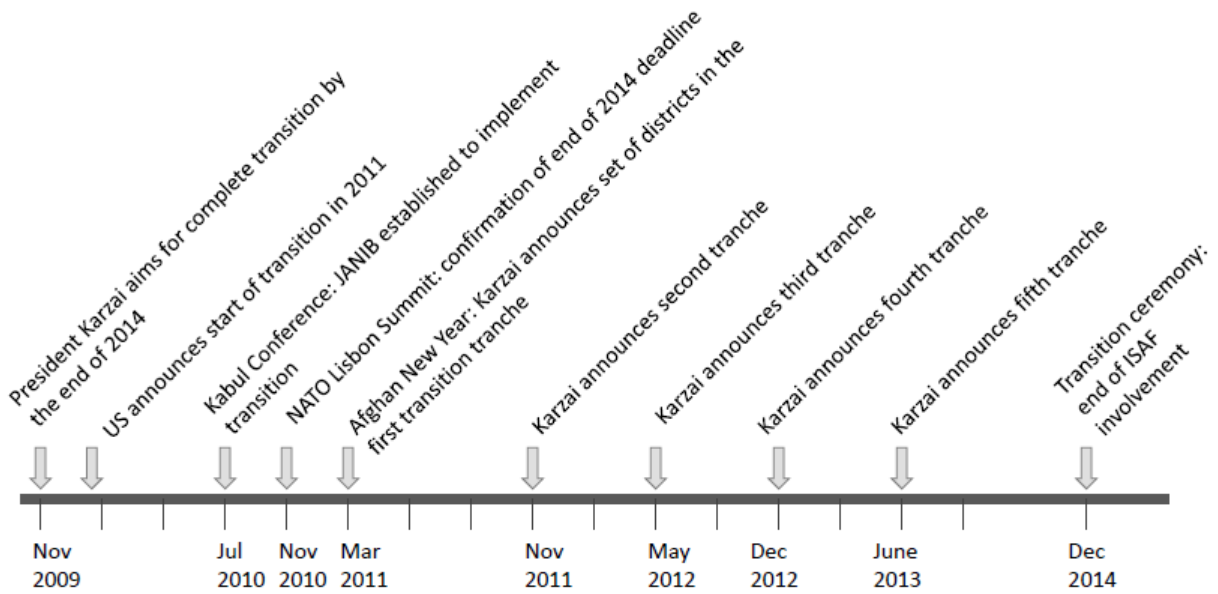 President Karzai aims for complete transition by
the end of 2014
US announces start of transition in 2011
Kabul Conference: JANIB established to implement
transition
NATO Lisbon Summit: confirmation of end of 2014 deadline
Afghan New Year: Karzai announces set of districts in the
first transition tranche
Karzai announces second tranche
Karzai announces third tranche
Karzai announces fourth tranche
Karzai announces fifth tranche
Transition ceremony:
end of ISAF
involvement
Nov
2009
Jul
2010
Nov
2010
Mar
2011
Nov
2011
May
2012
Dec
2012
June
2013
Dec
2014